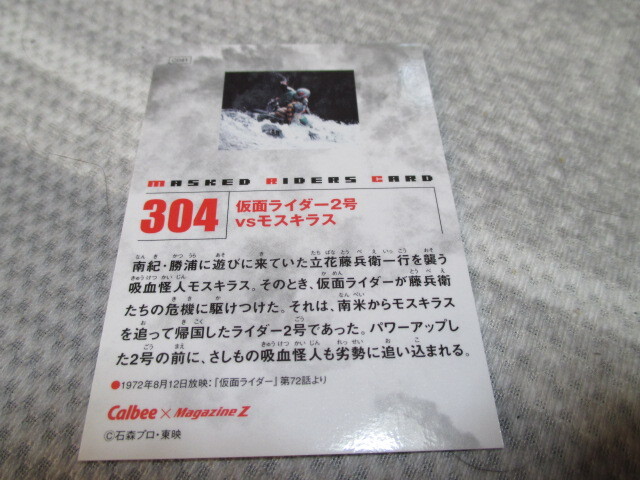 MASKED RIDERS CARD
304
仮面ライダー2号
vsモスキラス
南紀・勝浦に遊びに来ていた立花藤兵衛一行を襲う
吸血怪人モスキラス。そのとき、仮面ライダーが藤兵衛
たちの危機に駆けつけた。それは、南米からモスキラス
を追って帰国したライダー2号であった。パワーアップし
た2号の前に、さしもの吸血怪人も劣勢に追い込まれる。
●1972年8月12日放映:『仮面ライダー』第72話より
Calbee×Magazine Z
©石森プロ・東映